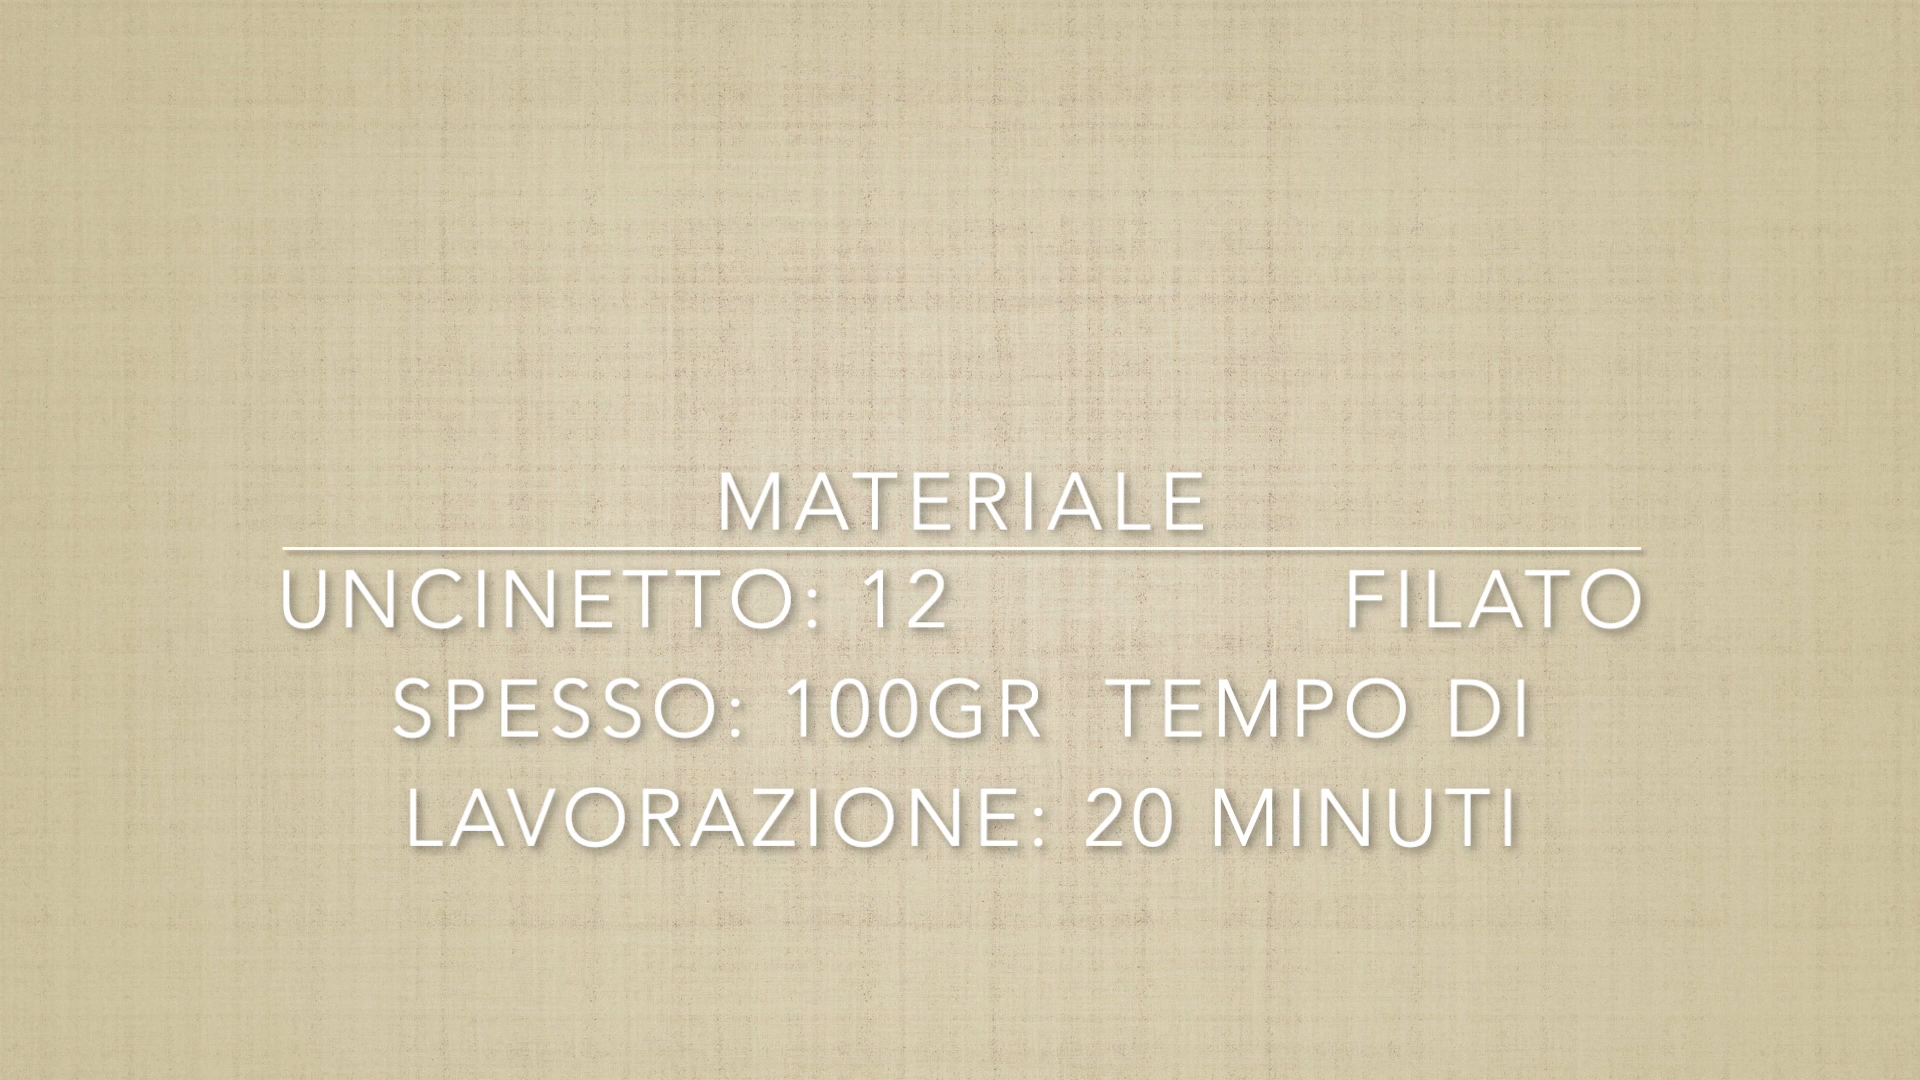 MATERIALE
UNCINETTO: 12 FILATO
SPESSO: 100GR TEMPO DI
LAVORAZIONE: 20 MINUTI